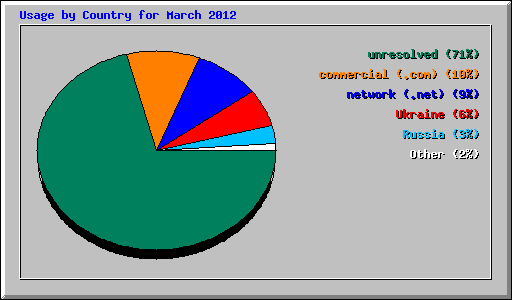 Usage by Country for March 2012
unresolved (71%)
commercial (.com) (10%)
network (.net) (9%)
Ukraine (6%)
Russia (3%)
Other (2%)